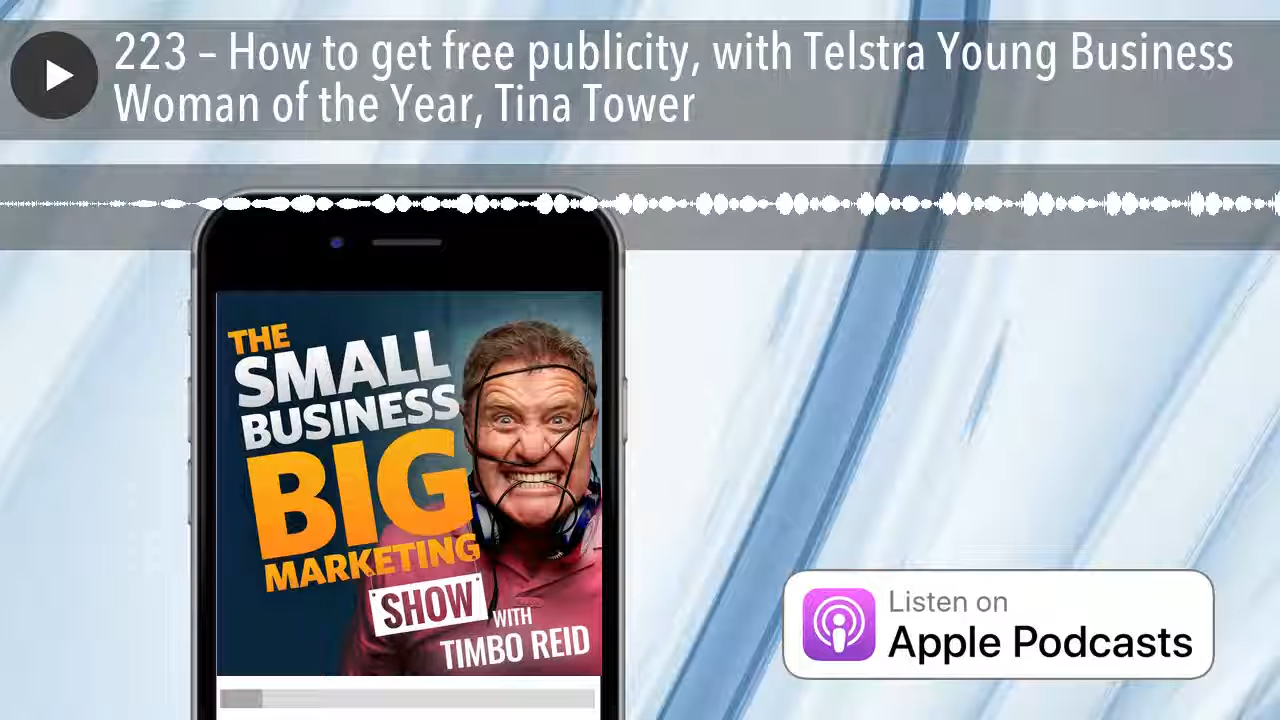 223 – How to get free publicity, with Telstra Young Business
Woman of the Year, Tina Tower
THE
SMALL
BUSINESS
BIG
MARKETING
SHOW
WITH
TIMBO REID
Listen on
Apple Podcasts